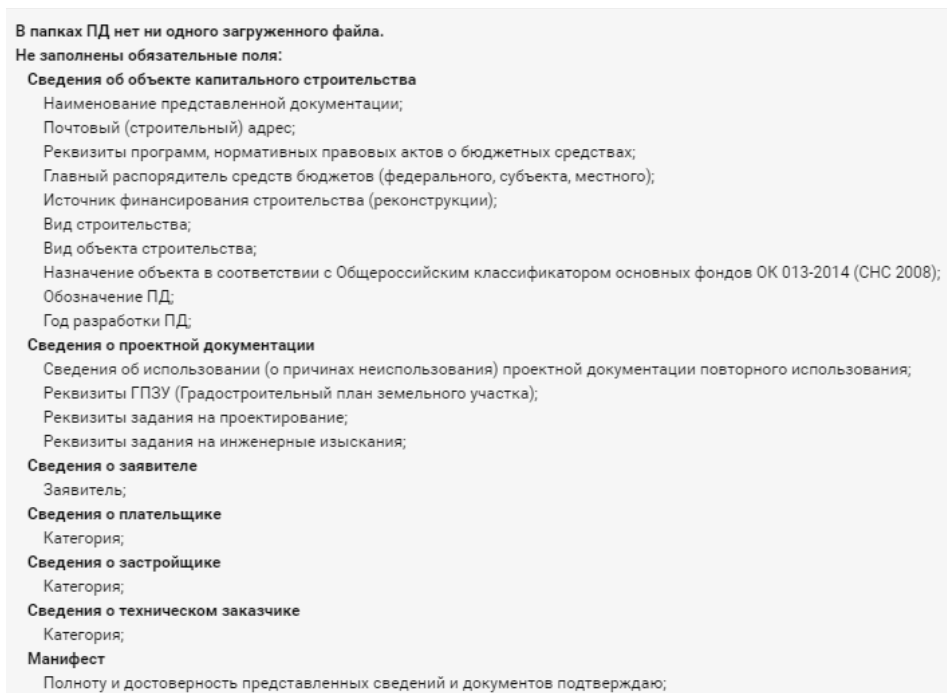 В папках ПД нет ни одного загруженного файла.
Не заполнены обязательные поля:
Сведения об объекте капитального строительства
Наименование представленной документации;
Почтовый (строительный) адрес;
Реквизиты программ, нормативных правовых актов о бюджетных средствах;
Главный распорядитель средств бюджетов (федерального, субъекта, местного);
Источник финансирования строительства (реконструкции);
Вид строительства;
Вид объекта строительства;
Назначение объекта в соответствии с Общероссийским классификатором основных фондов ОК 013-2014 (СНС 2008);
Обозначение ПД;
Год разработки ПД;
Сведения о проектной документации
Сведения об использовании (о причинах неиспользования) проектной документации повторного использования;
Реквизиты ГПЗУ (Градостроительный план земельного участка);
Реквизиты задания на проектирование;
Реквизиты задания на инженерные изыскания;
Сведения о заявителе
Заявитель;
Сведения о плательщике
Категория;
Сведения о застройщике
Категория;
Сведения о техническом заказчике
Категория;
Манифест
Полноту и достоверность представленных сведений и документов подтверждаю;